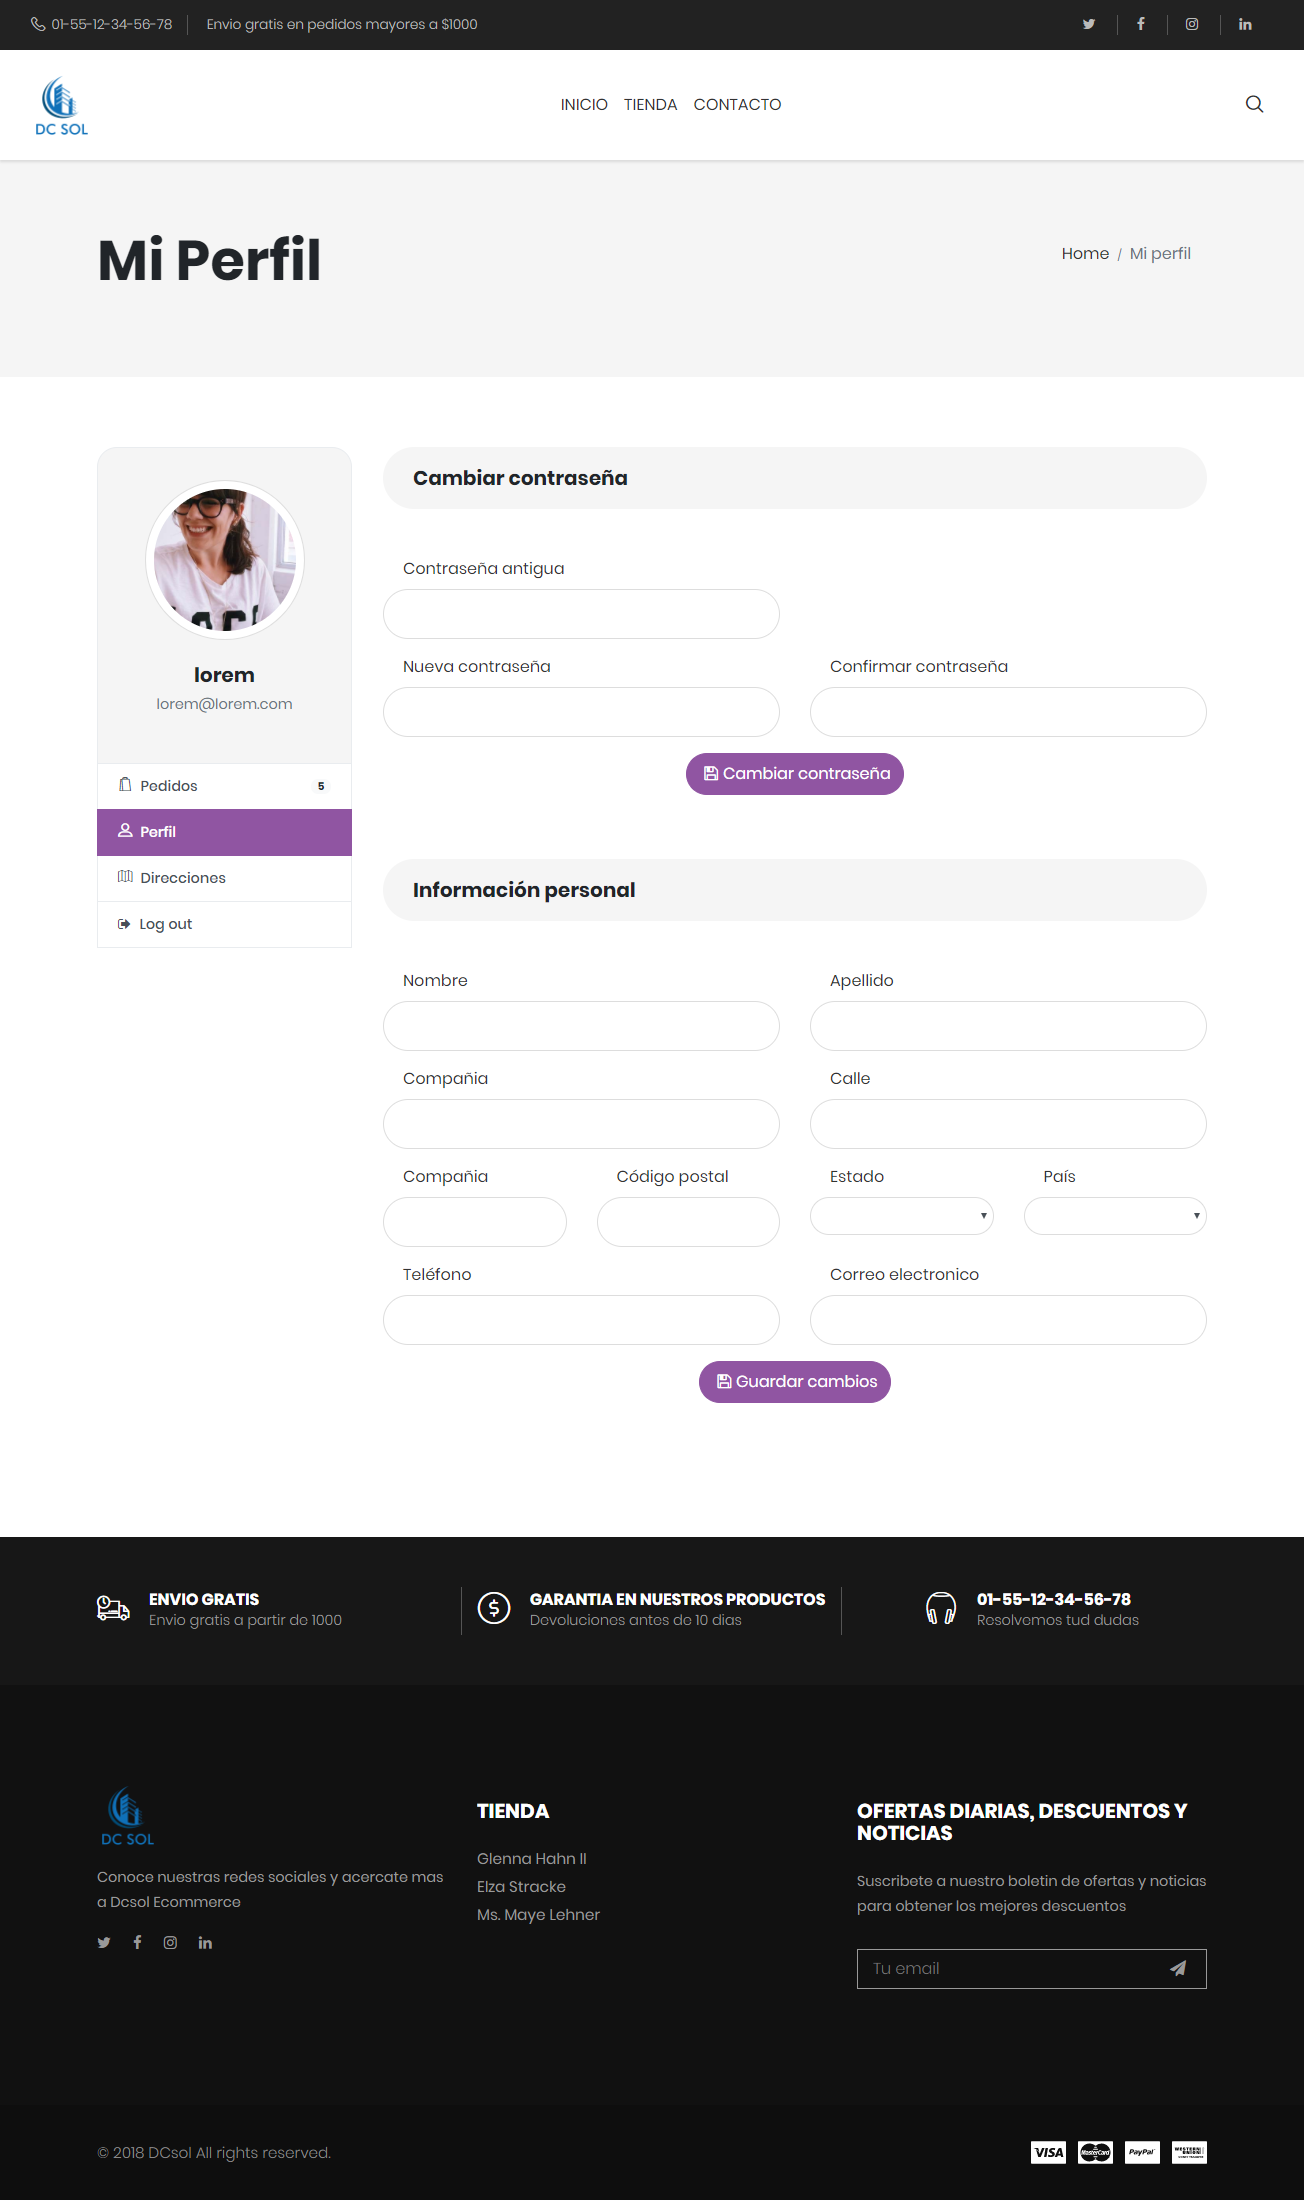 01-55-12-34-56-78 Envio gratis en pedidos mayores a $1000
DC SOL
INICIO TIENDA CONTACTO
Mi Perfil
Home / Mi perfil
lorem
lorem@lorem.com
Pedidos 5
Perfil
Direcciones
Log out
Cambiar contraseña
Contraseña antigua
Nueva contraseña Confirmar contraseña
Cambiar contraseña
Información personal
Nombre Apellido
Compañia Calle
Compañia Código postal Estado País
Teléfono Correo electronico
Guardar cambios
ENVIO GRATIS
Envio gratis a partir de 1000
GARANTIA EN NUESTROS PRODUCTOS
Devoluciones antes de 10 dias
01-55-12-34-56-78
Resolvemos tud dudas
DC SOL
Conoce nuestras redes sociales y acercate mas
a Dcsol Ecommerce
TIENDA
Glenna Hahn II
Elza Stracke
Ms. Maye Lehner
OFERTAS DIARIAS, DESCUENTOS Y
NOTICIAS
Suscribete a nuestro boletin de ofertas y noticias
para obtener los mejores descuentos
Tu email
© 2018 DCsol All rights reserved.
VISA MasterCard PayPal WESTERN UNION